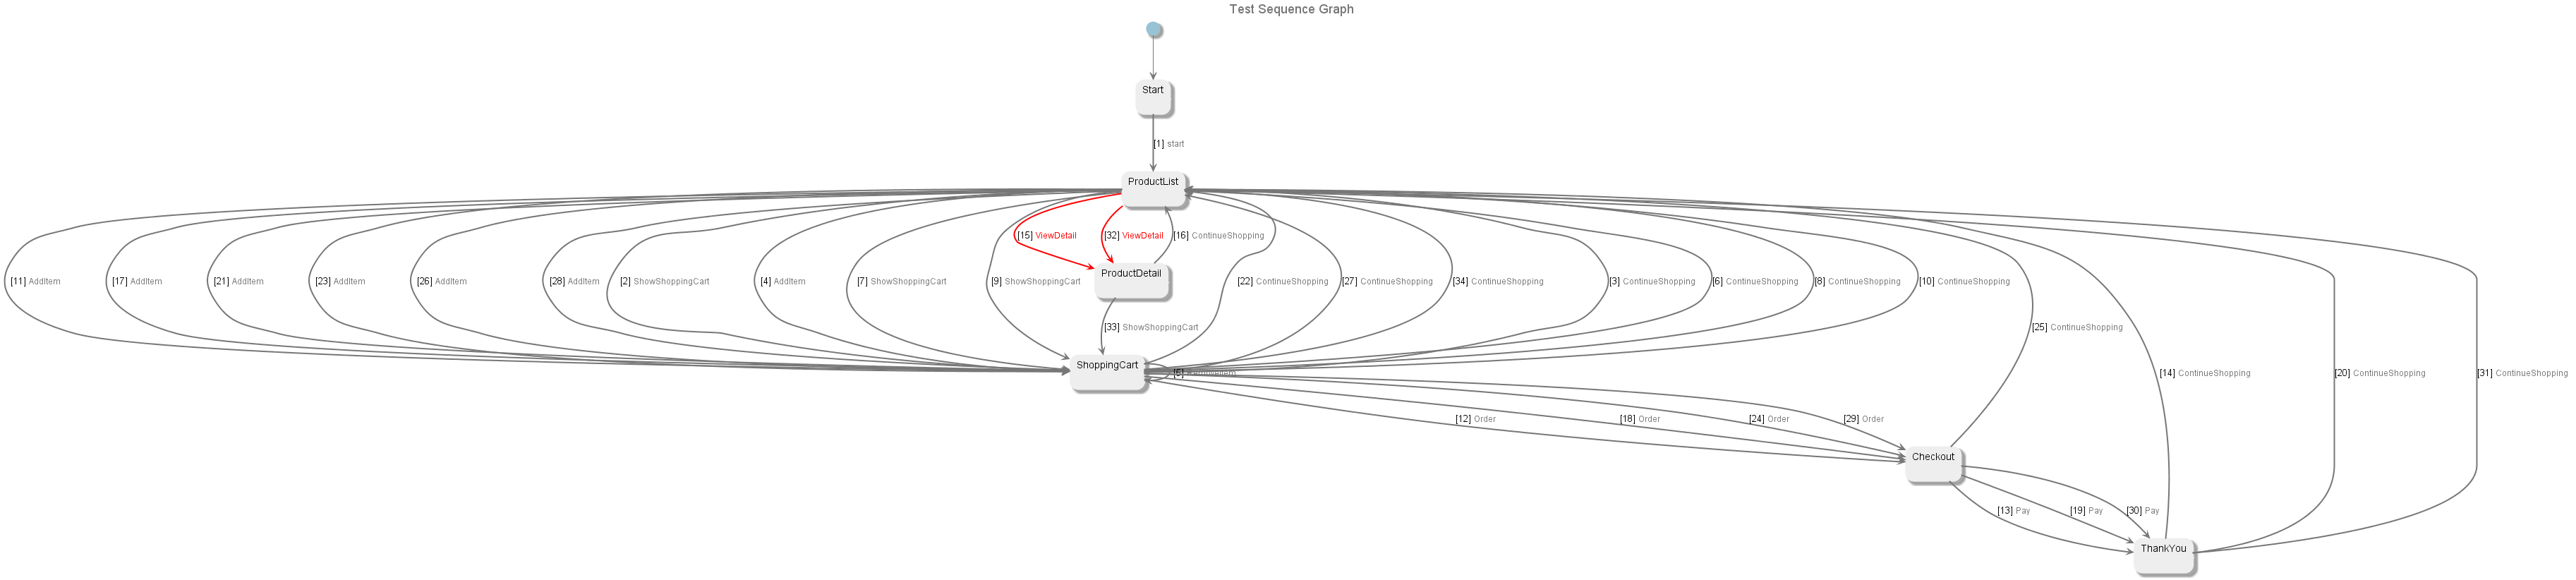 Test Sequence Graph
Start
[1] start
ProductList
[15] ViewDetail
[32] ViewDetail
[16] ContinueShopping
ProductDetail
[11] AddItem
[17] AddItem
[21] AddItem
[23] AddItem
[26] AddItem
[28] AddItem
[2] ShowShoppingCart
[4] AddItem
[7] ShowShoppingCart
[9] ShowShoppingCart
[22] ContinueShopping
[27] ContinueShopping
[34] ContinueShopping
[3] ContinueShopping
[6] ContinueShopping
[8] ContinueShopping
[10] ContinueShopping
[33] ShowShoppingCart
[25] ContinueShopping
ShoppingCart
[5]
[14] ContinueShopping
[20] ContinueShopping
[31] ContinueShopping
[12] Order
[18] Order
[24] Order
[29] Order
Checkout
[13] Pay
[19] Pay
[30] Pay
ThankYou